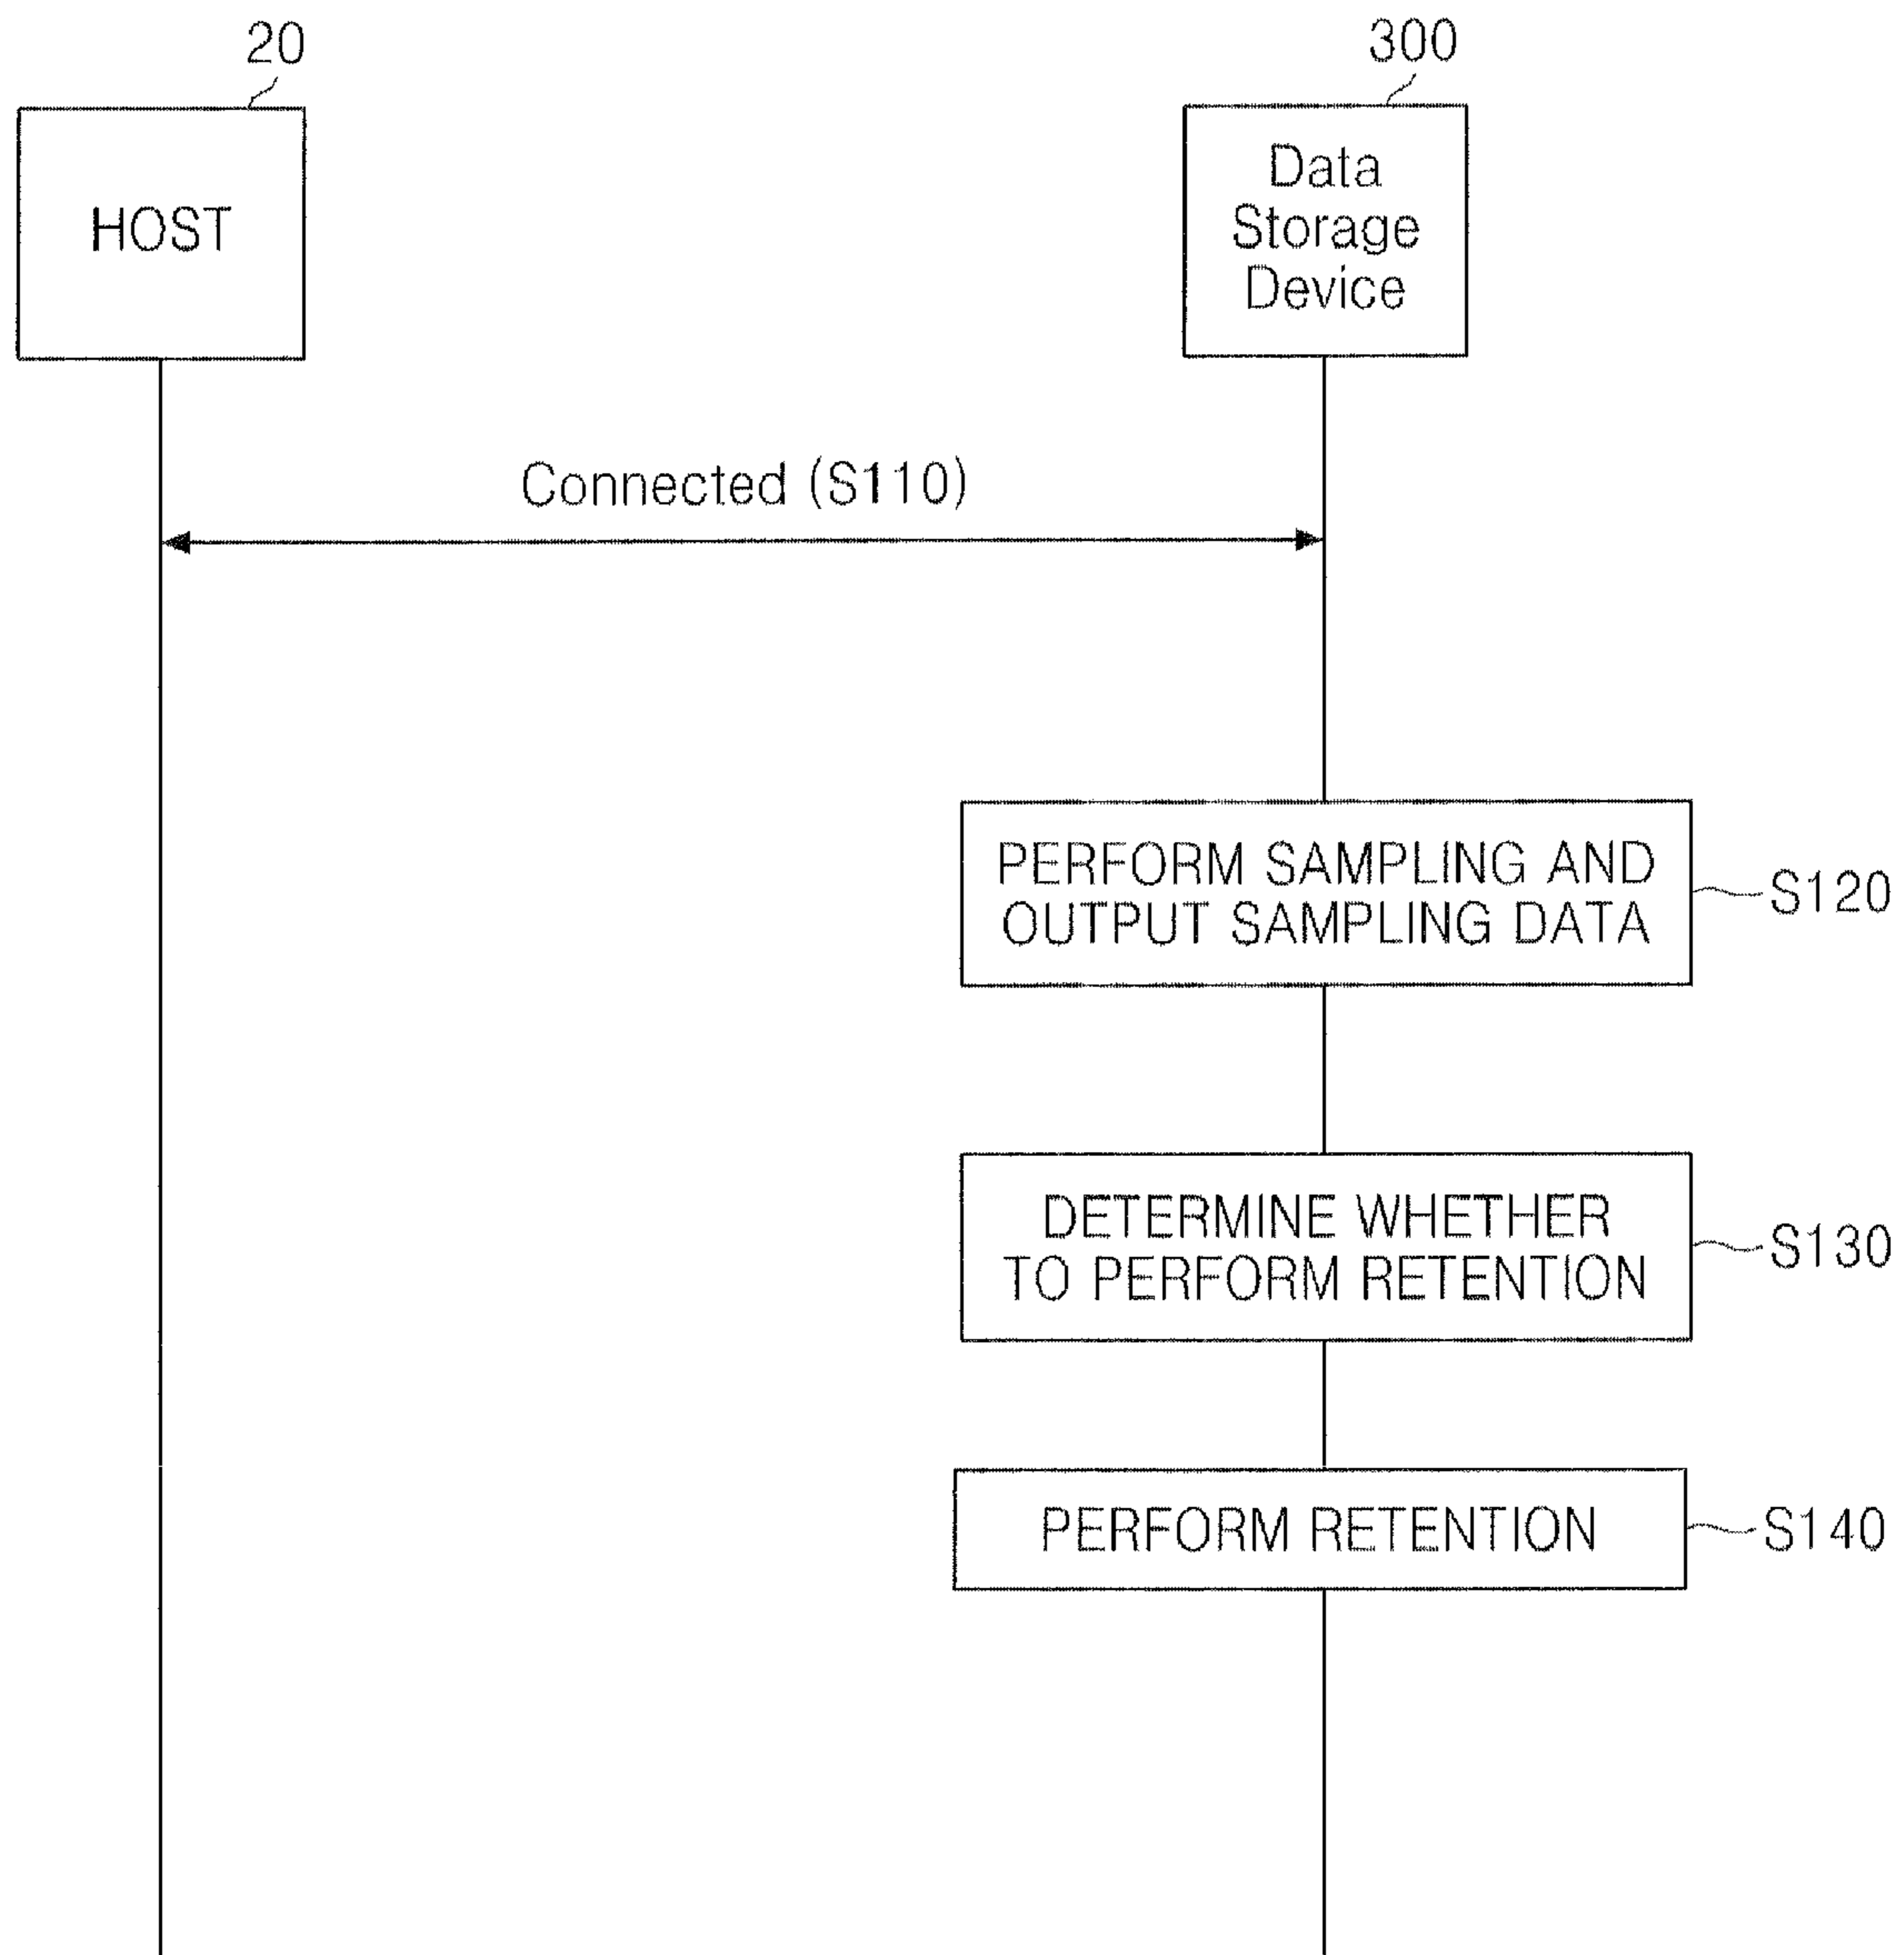 20
300
HOST
Data
Storage
Device
Connected (S110)
PERFORM SAMPLING AND
OUTPUT SAMPLING DATA
S120
DETERMINE WHETHER
TO PERFORM RETENTION
S130
PERFORM RETENTION
S140